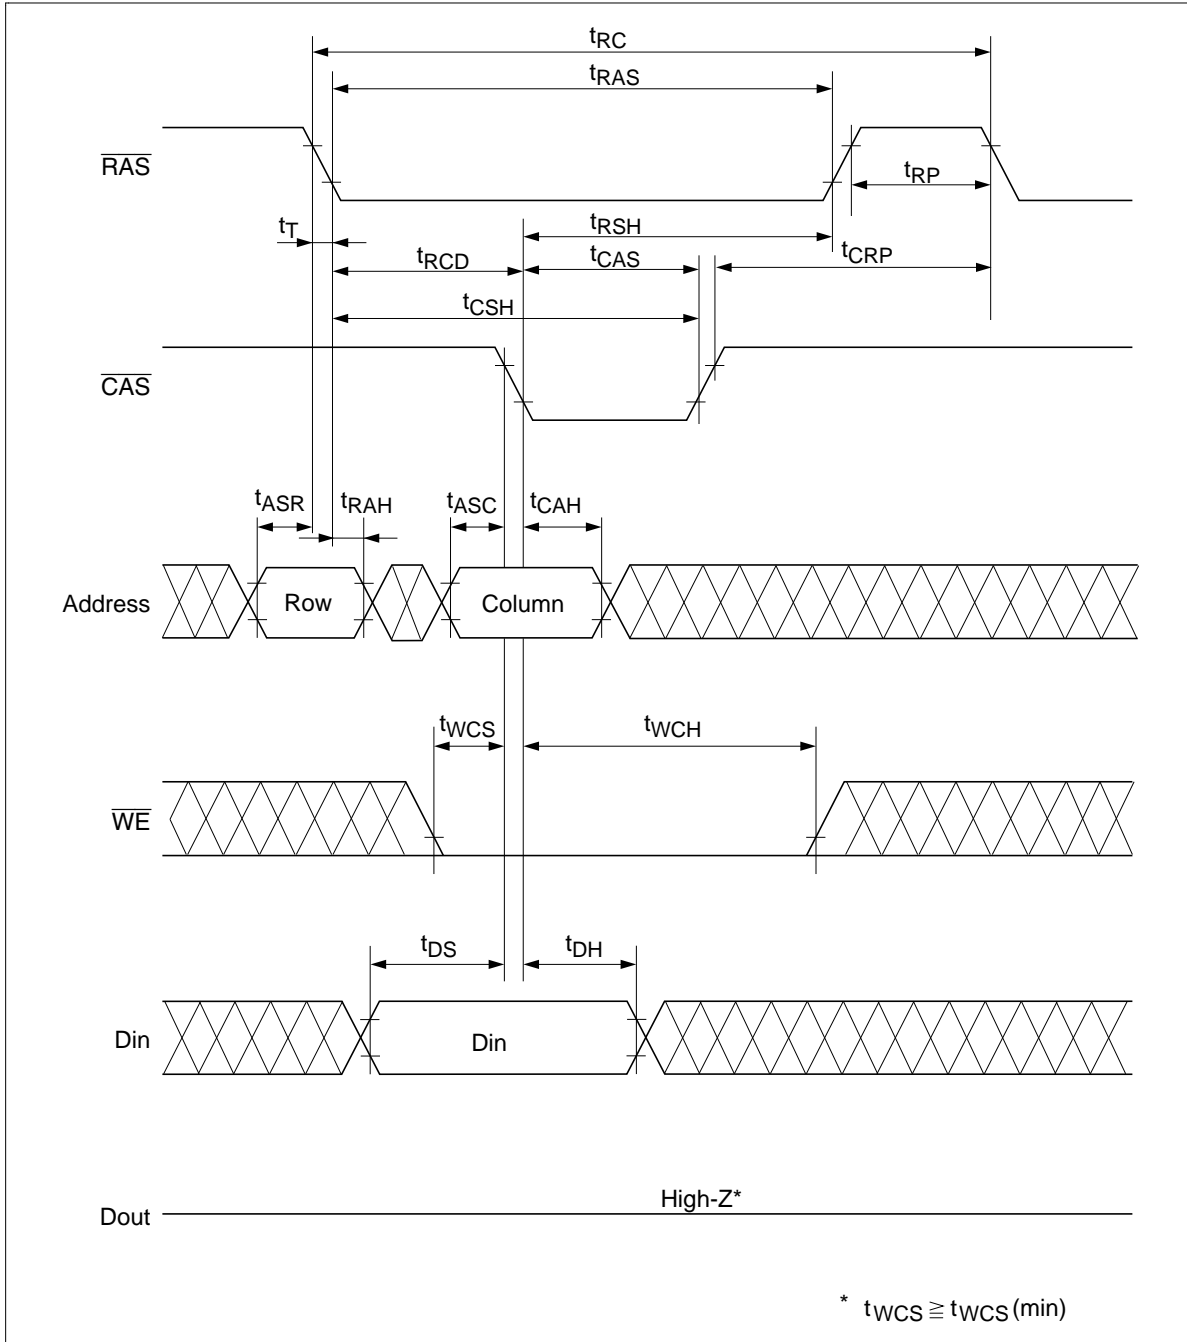 tRC
tRAS
RAS
tRP
tT
tRSH
tRCD
tCAS
tCRP
tCSH
CAS
tASR
tRAH
tASC
tCAH
Address
Row
Column
tWCS
tWCH
WE
tDS
tDH
Din
Din
High-Z*
Dout
* tWCS ≧ tWCS(min)